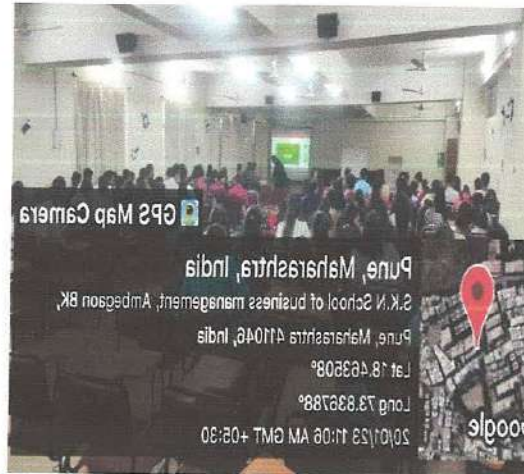 GPS Map Camera
Pune, Maharashtra, India
S.K.N School of business management, Ambegaon BK,
Pune, Maharashtra 411046, India
Lat 18.463508°
Long 73.836788°
20/01/23 11:06 AM GMT +05:30
oogle